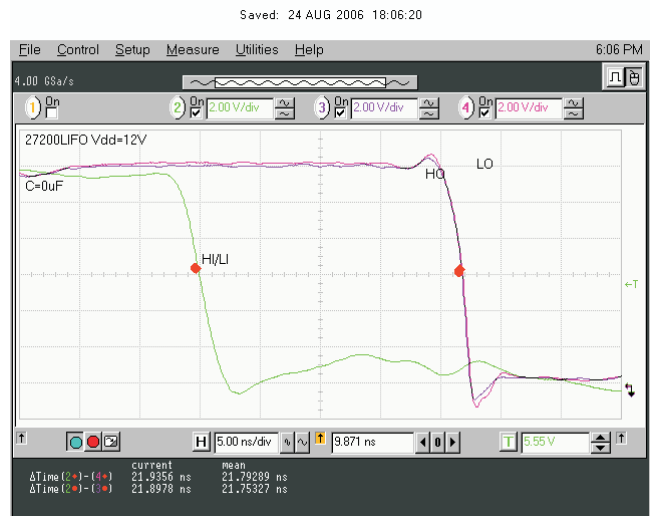 Saved: 24 AUG 2006 18:06:20
File Control Setup Measure Utilities Help 6:06 PM
4.00 GSa/s
1 On 2 On 2.00 V/div 3 On 2.00 V/div 4 On 2.00 V/div
27200LIFO Vdd=12V
LO
HO
C=0uF
HI/LI
T
H 5.00 ns/div 9.871 ns 0 T 5.55 V
current mean
ΔTime(2)-(4) 21.9356 ns 21.79289 ns
ΔTime(2)-(3) 21.8978 ns 21.75327 ns